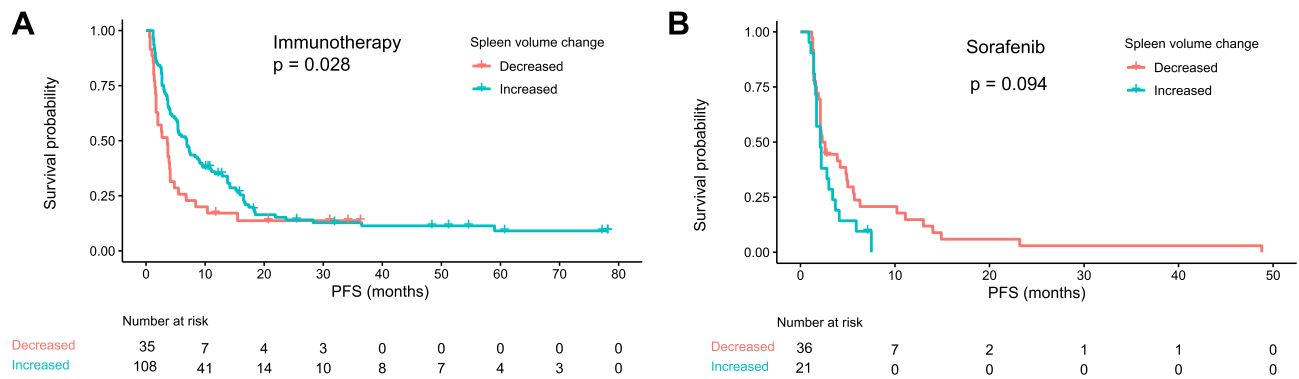 A
Immunotherapy
p = 0.028
Spleen volume change
Decreased
Increased
Survival probability
1.00
0.75
0.50
0.25
0.00
0 10 20 30 40 50 60 70 80
PFS (months)
Number at risk
Decreased 35 7 4 3 0 0 0 0 0
Increased 108 41 14 10 8 7 4 3 0
B
Sorafenib
p = 0.094
Spleen volume change
Decreased
Increased
Survival probability
1.00
0.75
0.50
0.25
0.00
0 10 20 30 40 50
PFS (months)
Number at risk
Decreased 36 7 2 1 1 0
Increased 21 0 0 0 0 0